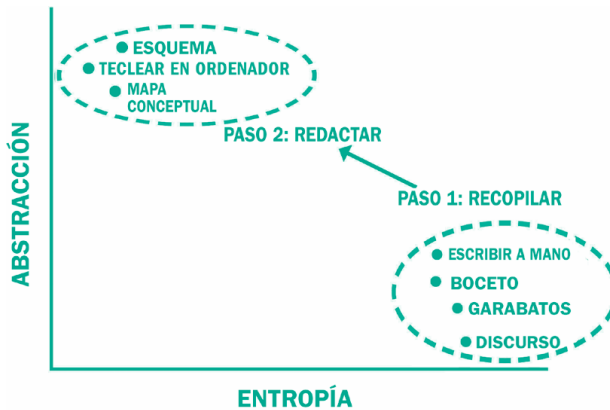 ESQUEMA
TECLEAR EN ORDENADOR
MAPA
CONCEPTUAL
PASO 2: REDACTAR
PASO 1: RECOPILAR
ESCRIBIR A MANO
BOCETO
GARABATOS
DISCURSO
ABSTRACCIÓN
ENTROPÍA